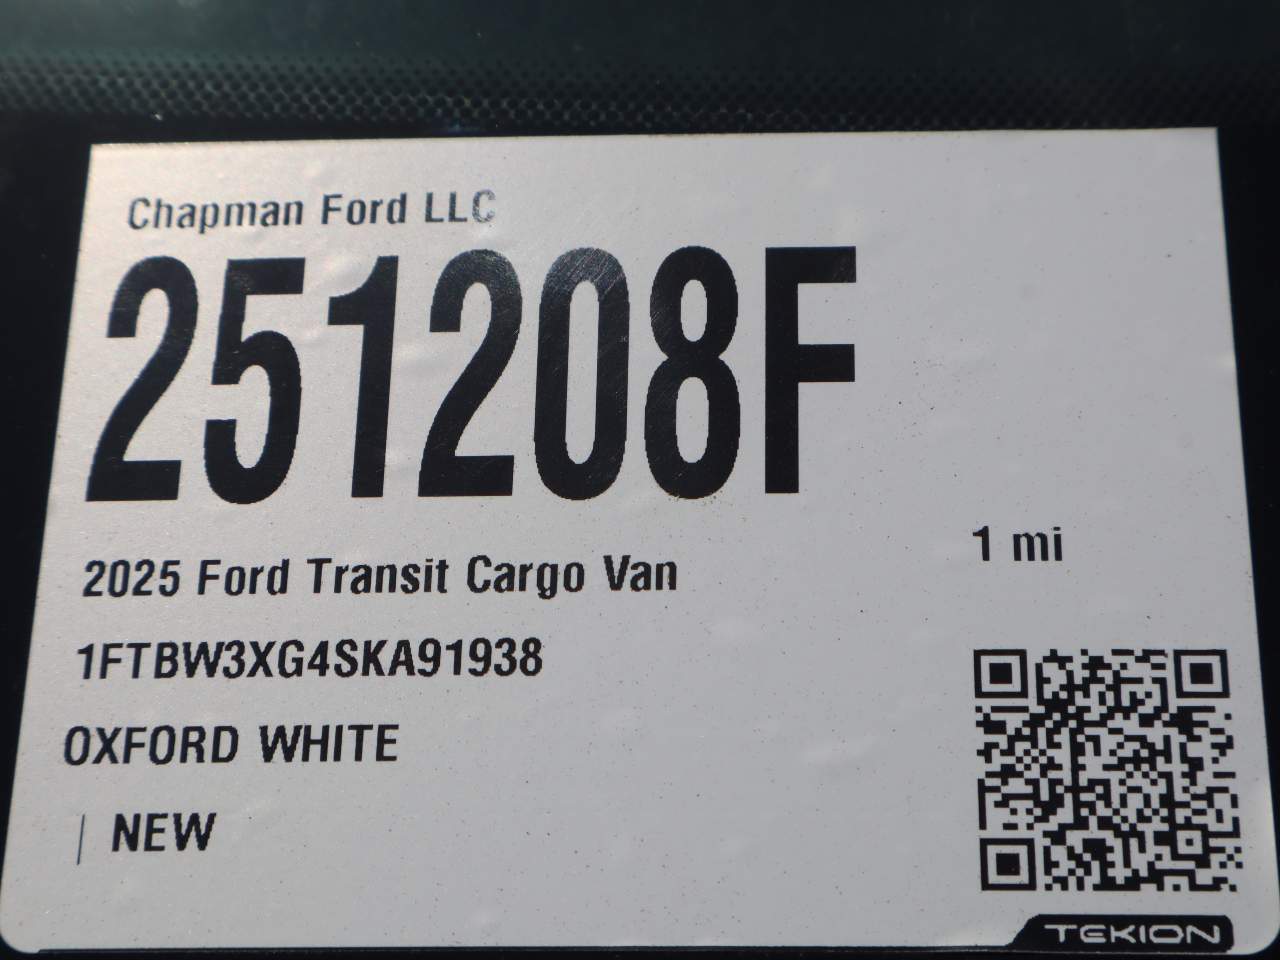 Chapman Ford LLC
251208F
2025 Ford Transit Cargo Van
1 mi
1FTBW3XG4SKA91938
OXFORD WHITE
| NEW
TEKION